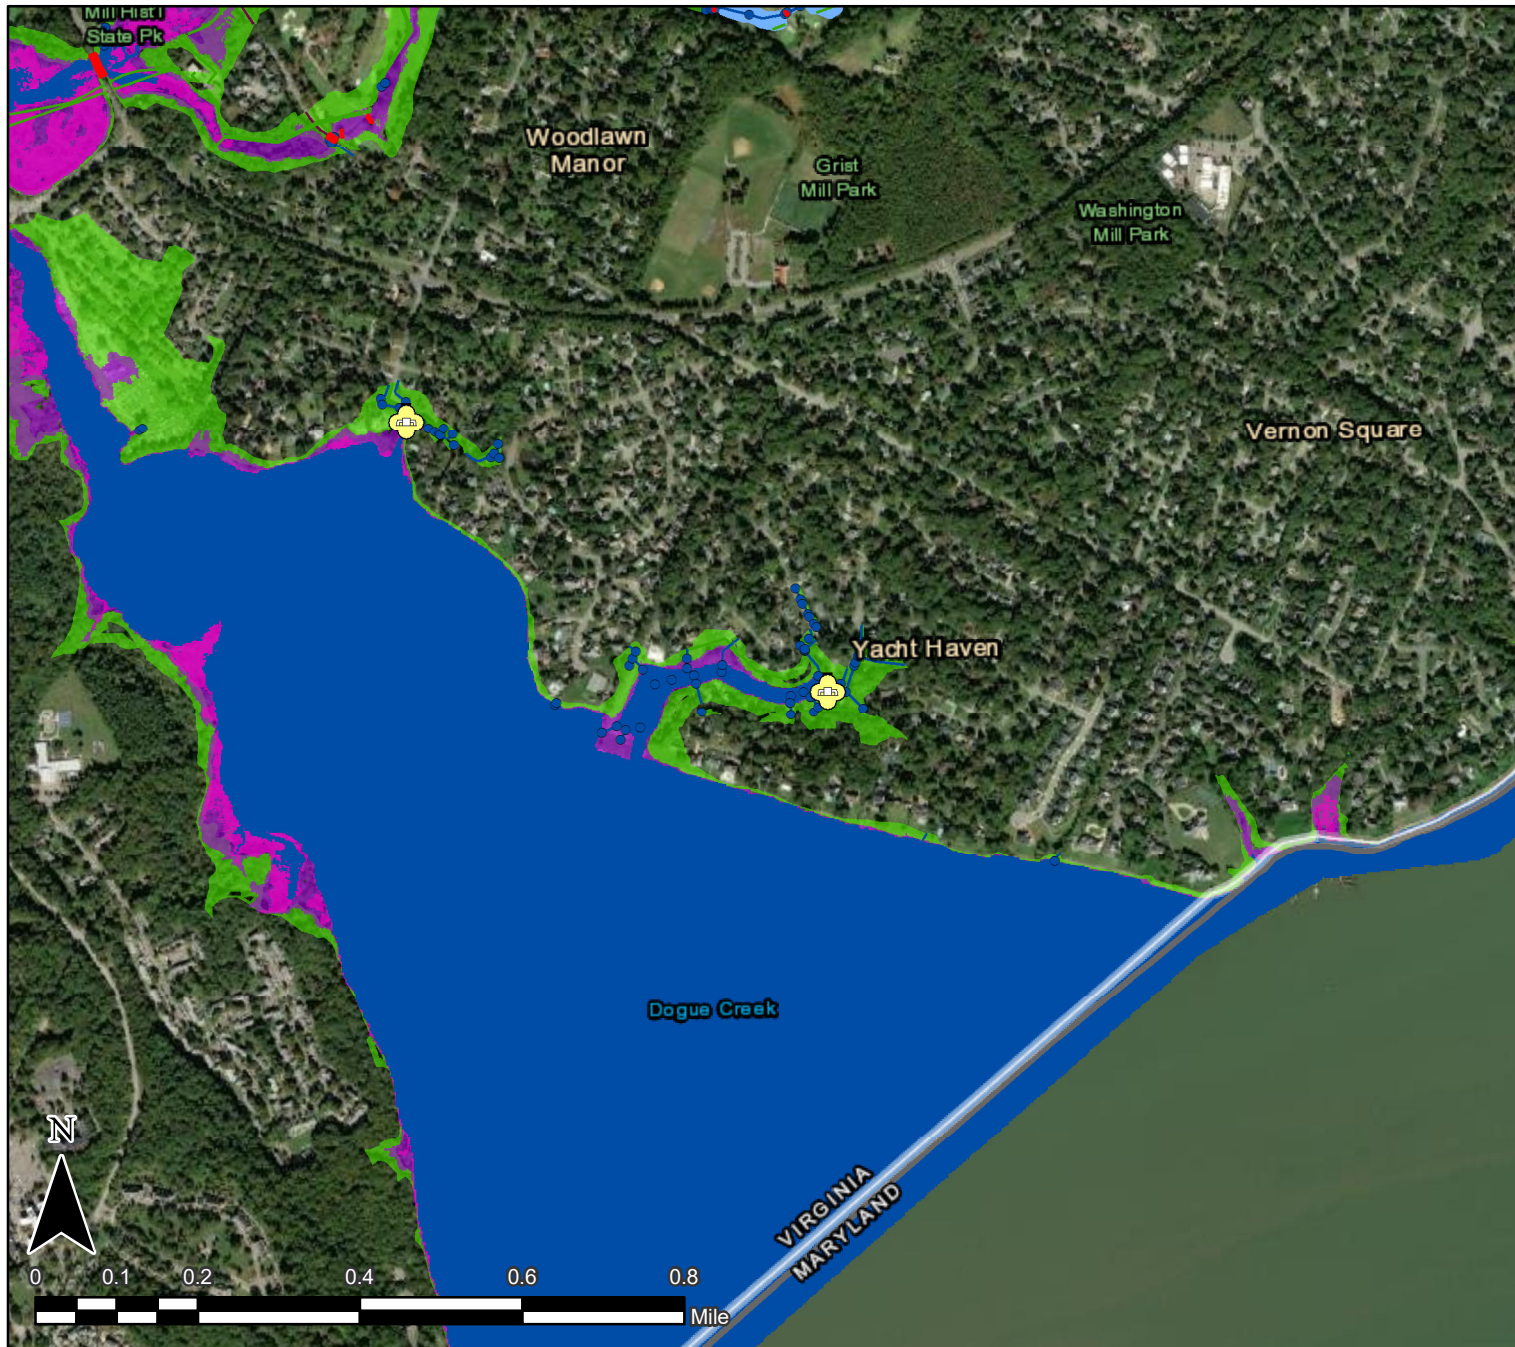 Mill Hist'l
State Pk
Woodlawn
Manor
Grist
Mill Park
Washington
Mill Park
Vernon Square
Yacht Haven
Dogue Creek
VIRGINIA
MARYLAND
N
0 0.1 0.2 0.4 0.6 0.8
Mile